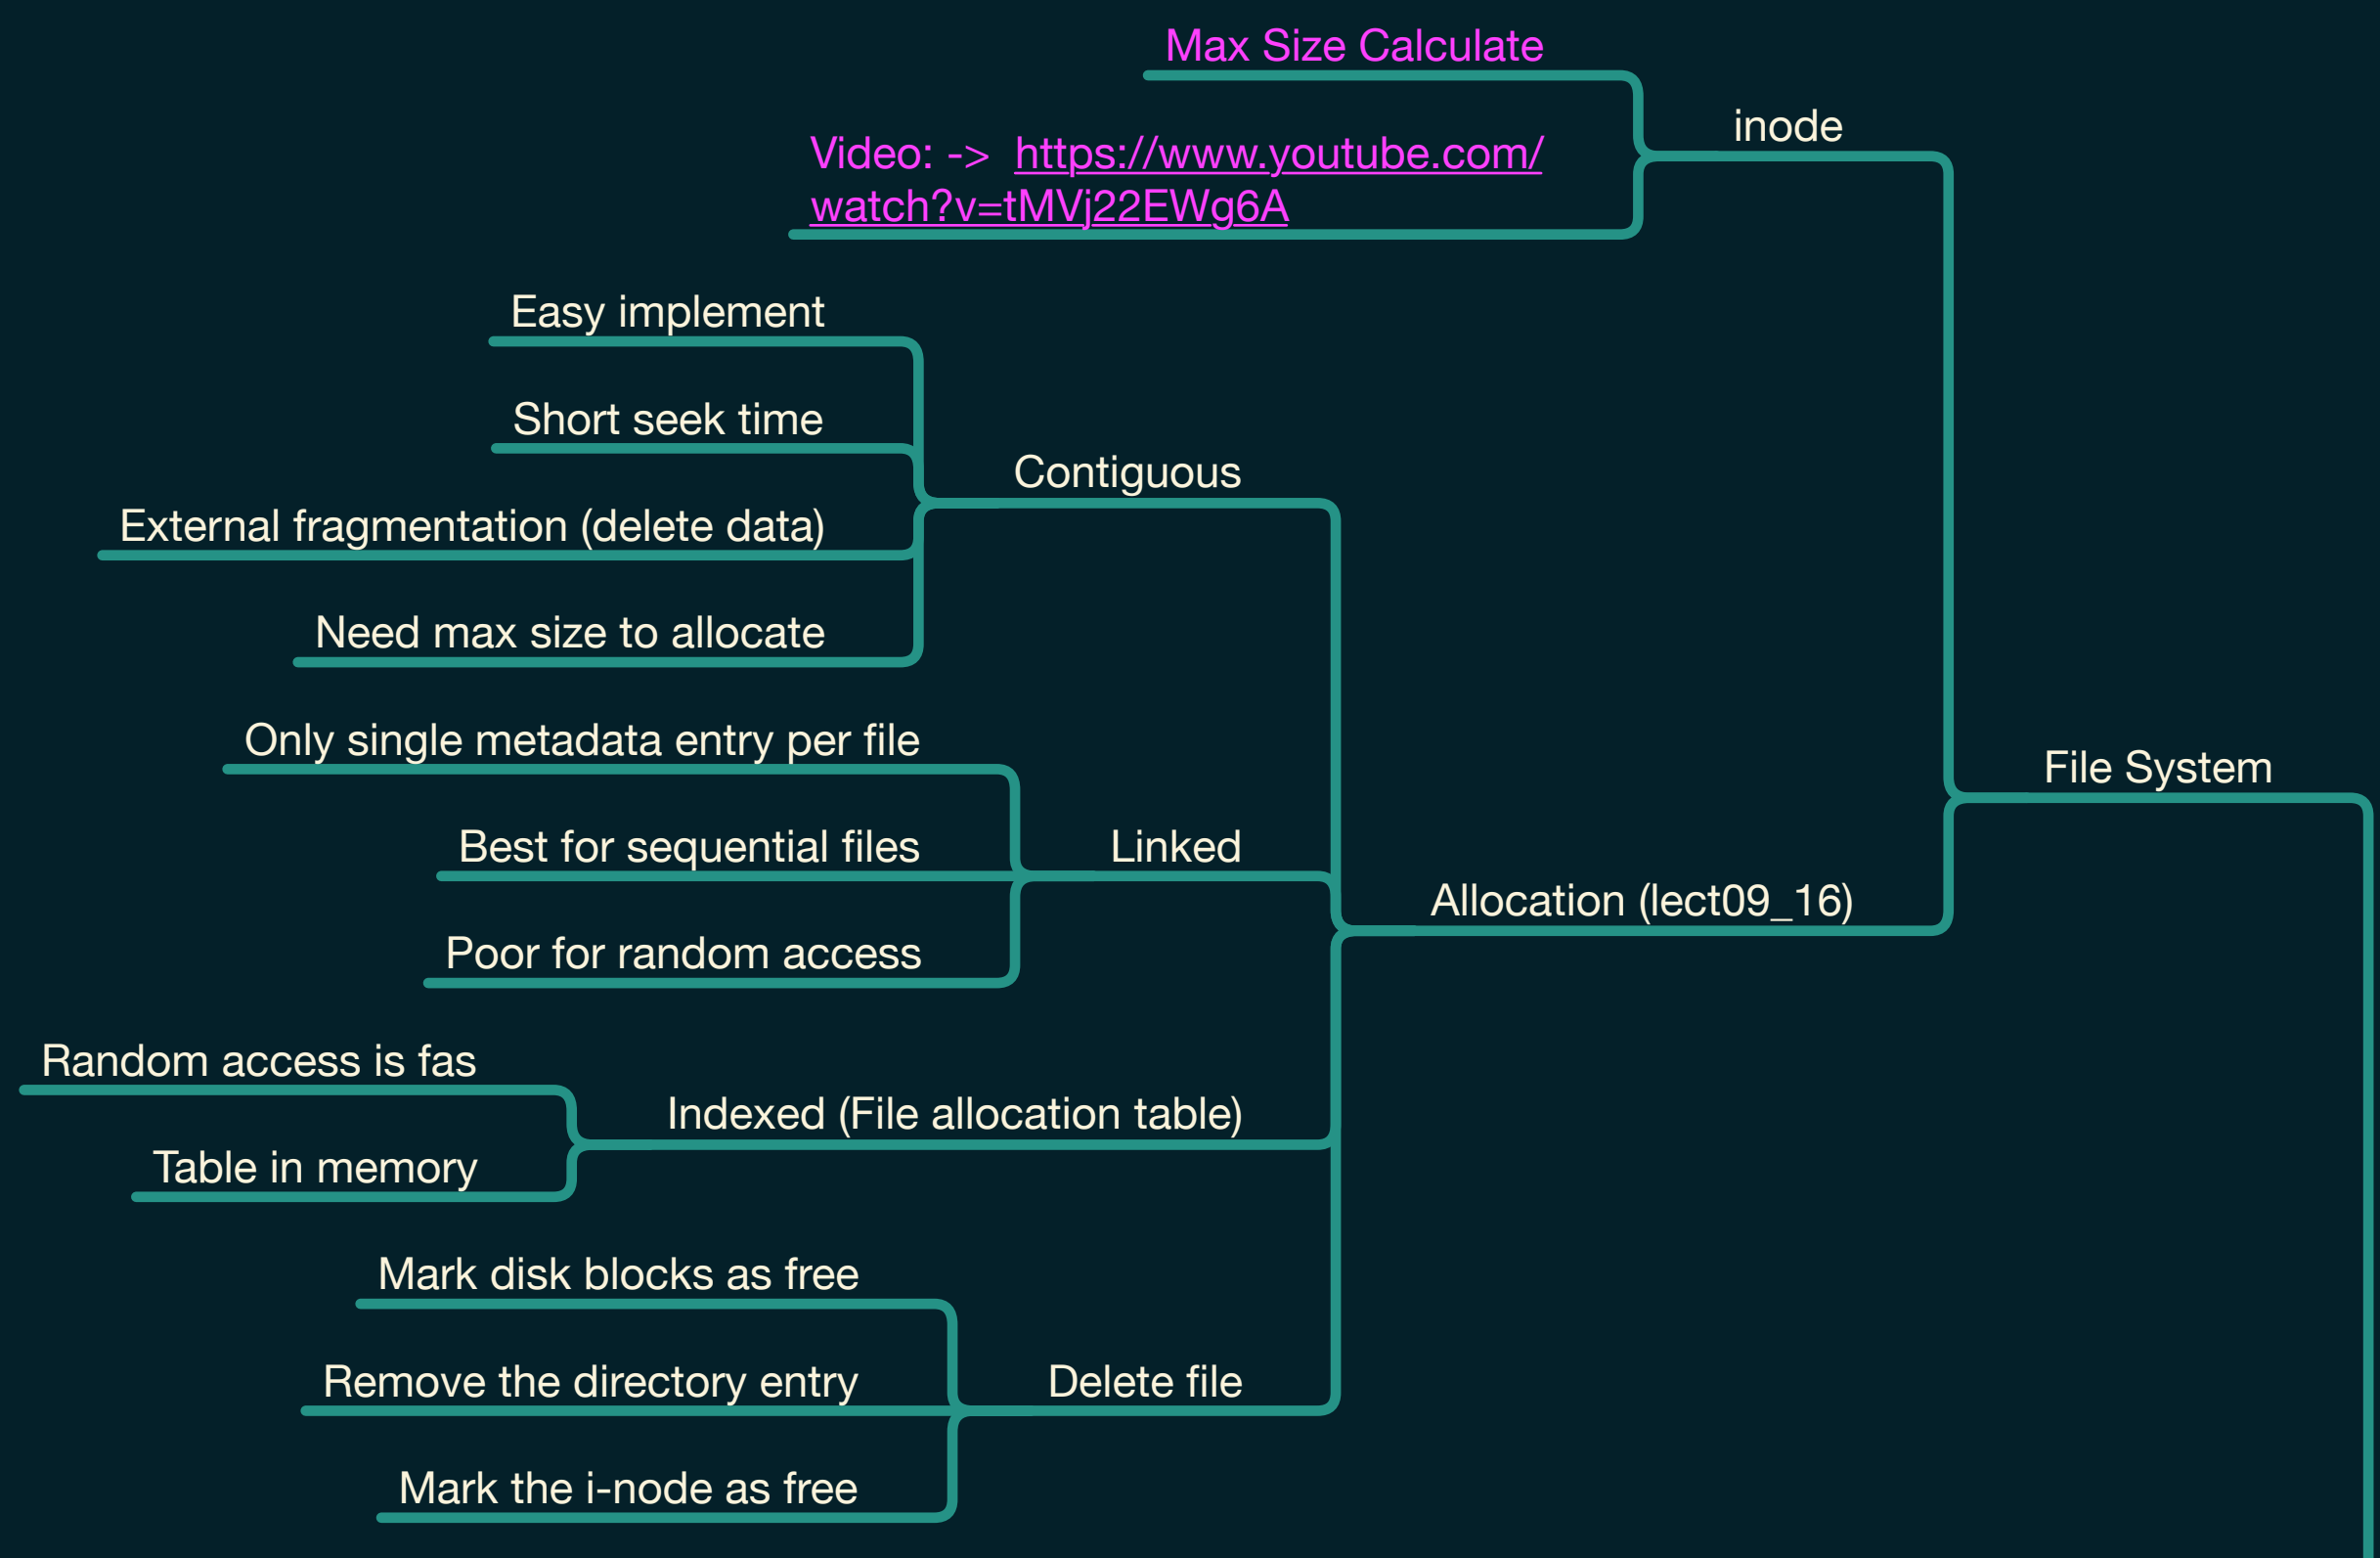 Max Size Calculate
inode
Video: -> https://www.youtube.com/
watch?v=tMVj22EWg6A
Easy implement
Short seek time
Contiguous
External fragmentation (delete data)
Need max size to allocate
Only single metadata entry per file
File System
Best for sequential files
Linked
Allocation (lect09_16)
Poor for random access
Random access is fas
Indexed (File allocation table)
Table in memory
Mark disk blocks as free
Remove the directory entry
Delete file
Mark the i-node as free